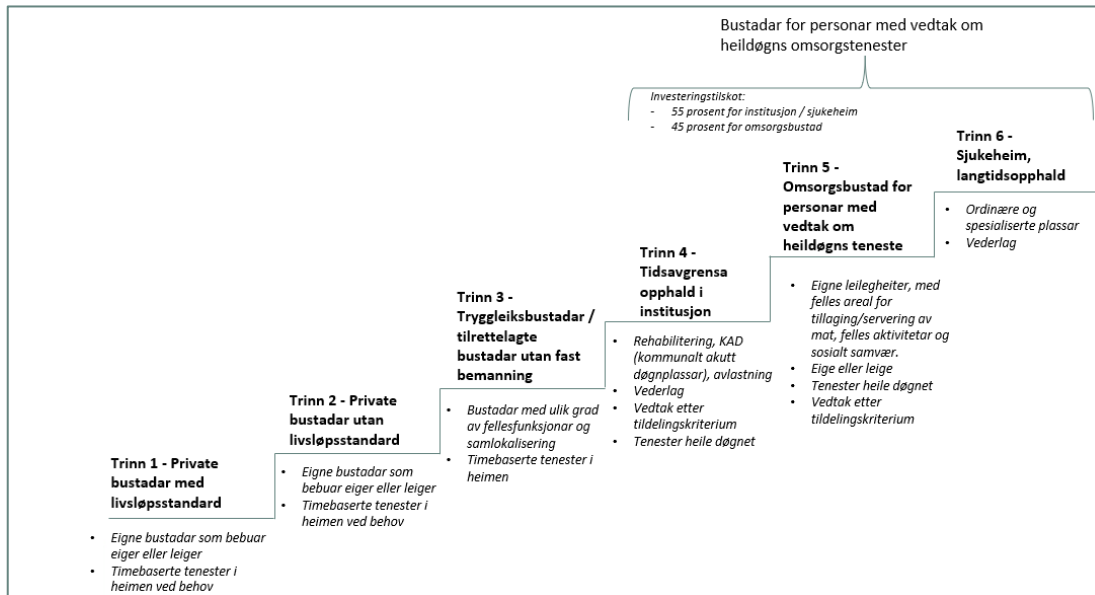 Bustadar for personar med vedtak om
heildøgns omsorgstenester
Investeringstilskot:
- 55 prosent for institusjon / sjukeheim
- 45 prosent for omsorgsbustad
Trinn 6 -
Sjukeheim,
langtidsopphald
• Ordinære og
spesialiserte plassar
• Vederlag
Trinn 5 -
Omsorgsbustad for
personar med
vedtak om
heildøgns teneste
• Eigne leilegheiter, med
felles areal for
tillaging/servering av
mat, felles aktivitetar og
sosialt samvær.
• Eige eller leige
• Tenester heile døgnet
• Vedtak etter
tildelingskriterium
Trinn 4 -
Tidsavgrensa
opphald i
institusjon
• Rehabilitering, KAD
(kommunalt akutt
døgnplassar), avlastning
• Vederlag
• Vedtak etter
tildelingskriterium
• Tenester heile døgnet
Trinn 3 -
Tryggleiksbustadar /
tilrettelagte
bustadar utan fast
bemanning
• Bustadar med ulik grad
av fellesfunksjonar og
samlokalisering
• Timebaserte tenester i
heimen
Trinn 2 - Private
bustadar utan
livsløpsstandard
• Eigne bustadar som
bebuar eiger eller leiger
• Timebaserte tenester i
heimen ved behov
Trinn 1 - Private
bustadar med
livsløpsstandard
• Eigne bustadar som bebuar
eiger eller leiger
• Timebaserte tenester i
heimen ved behov